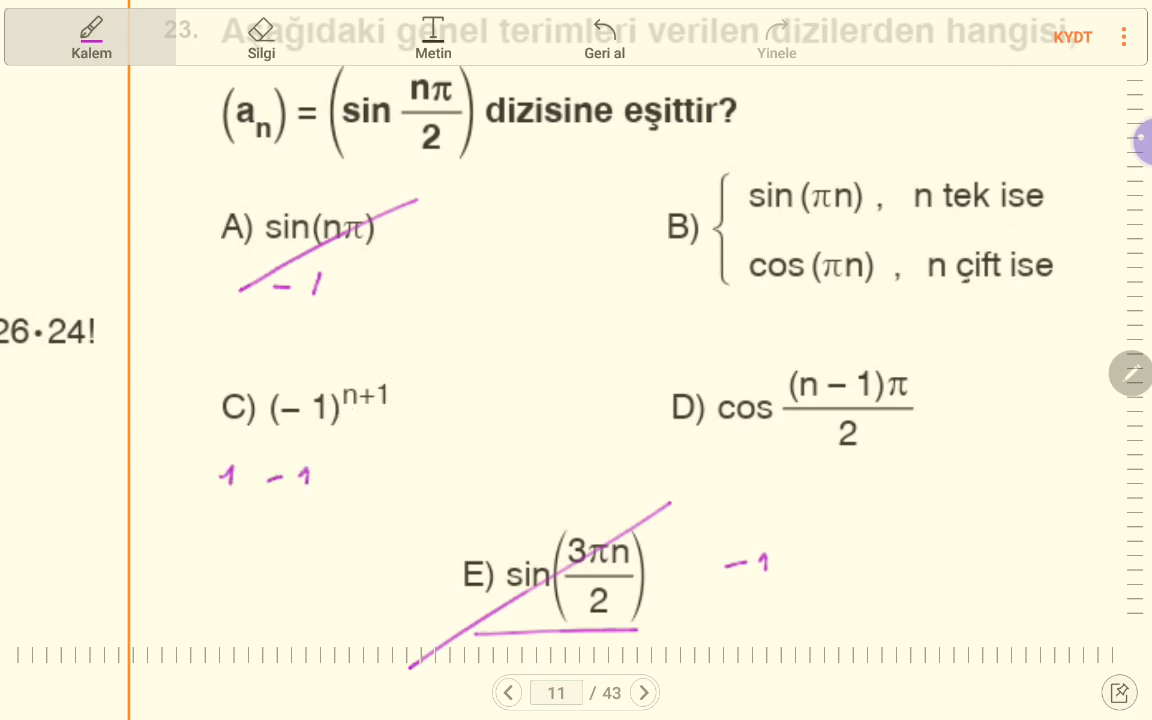 23. Aşağıdaki genel terimleri verilen dizilerden hangisi,
Kalem Silgi Metin Geri al Yinele KYDT
(aₙ) = (sin nπ/2) dizisine eşittir?
A) sin(nπ)
- 1
B) { sin (πn) , n tek ise
cos (πn) , n çift ise
26·24!
C) (– 1)ⁿ⁺¹
1 - 1
D) cos (n – 1)π/2
E) sin(3πn/2)
- 1
11 / 43